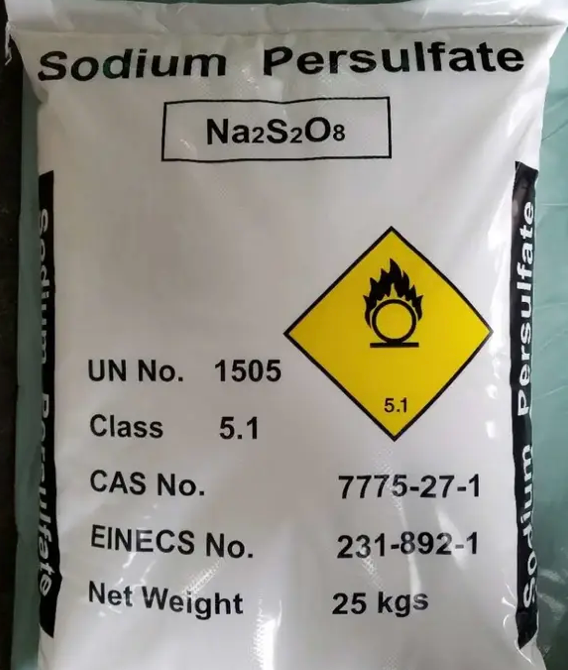 Sodium Persulfate
Na2S2O8
5.1
UN No. 1505
Class 5.1
CAS No. 7775-27-1
EINECS No. 231-892-1
Net Weight 25 kgs
Sodium Persulfate
Sodium Persulfate